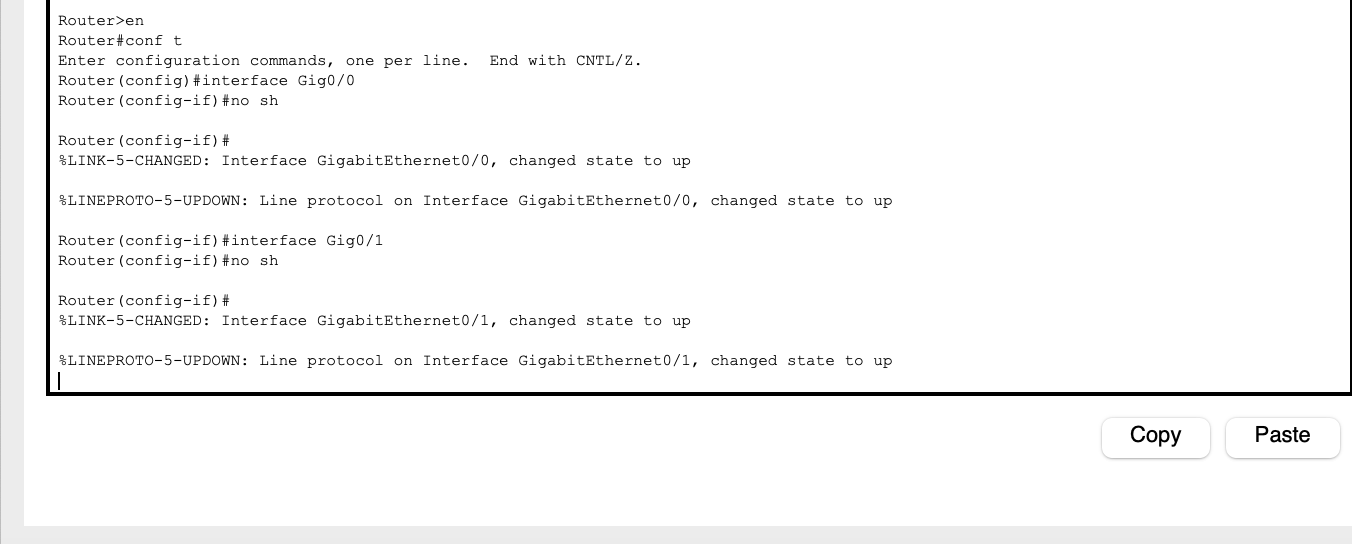 Router>en
Router#conf t
Enter configuration commands, one per line.  End with CNTL/Z.
Router(config)#interface Gig0/0
Router(config-if)#no sh
Router(config-if)#
%LINK-5-CHANGED: Interface GigabitEthernet0/0, changed state to up
%LINEPROTO-5-UPDOWN: Line protocol on Interface GigabitEthernet0/0, changed state to up
Router(config-if)#interface Gig0/1
Router(config-if)#no sh
Router(config-if)#
%LINK-5-CHANGED: Interface GigabitEthernet0/1, changed state to up
%LINEPROTO-5-UPDOWN: Line protocol on Interface GigabitEthernet0/1, changed state to up
Copy Paste